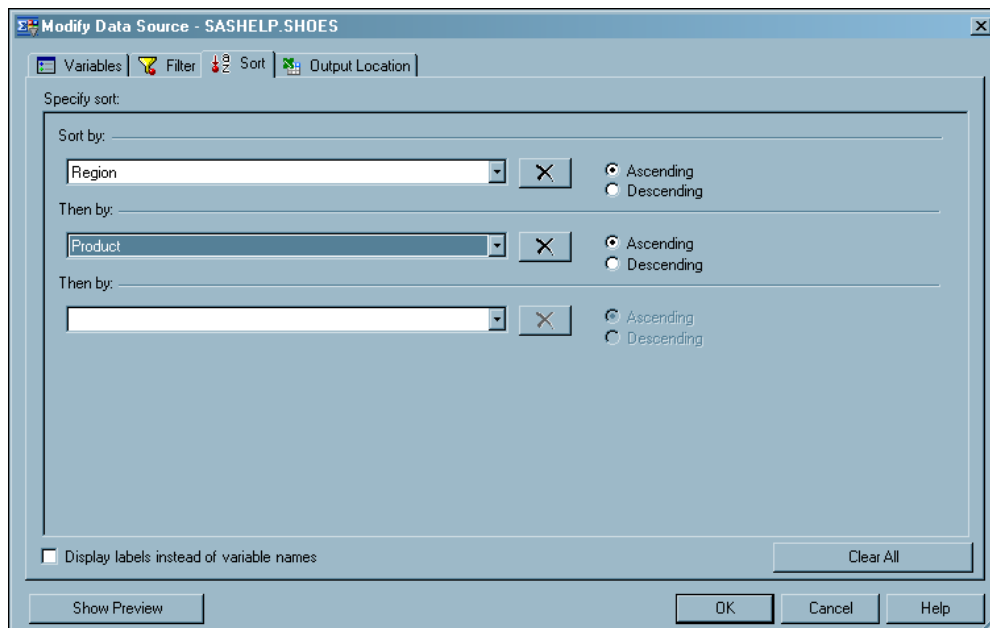 Modify Data Source - SASHELP.SHOES
Variables Filter Sort Output Location
Specify sort:
Sort by:
Region
Ascending
Descending
Then by:
Product
Ascending
Descending
Then by:
Ascending
Descending
Display labels instead of variable names
Clear All
Show Preview
OK
Cancel
Help